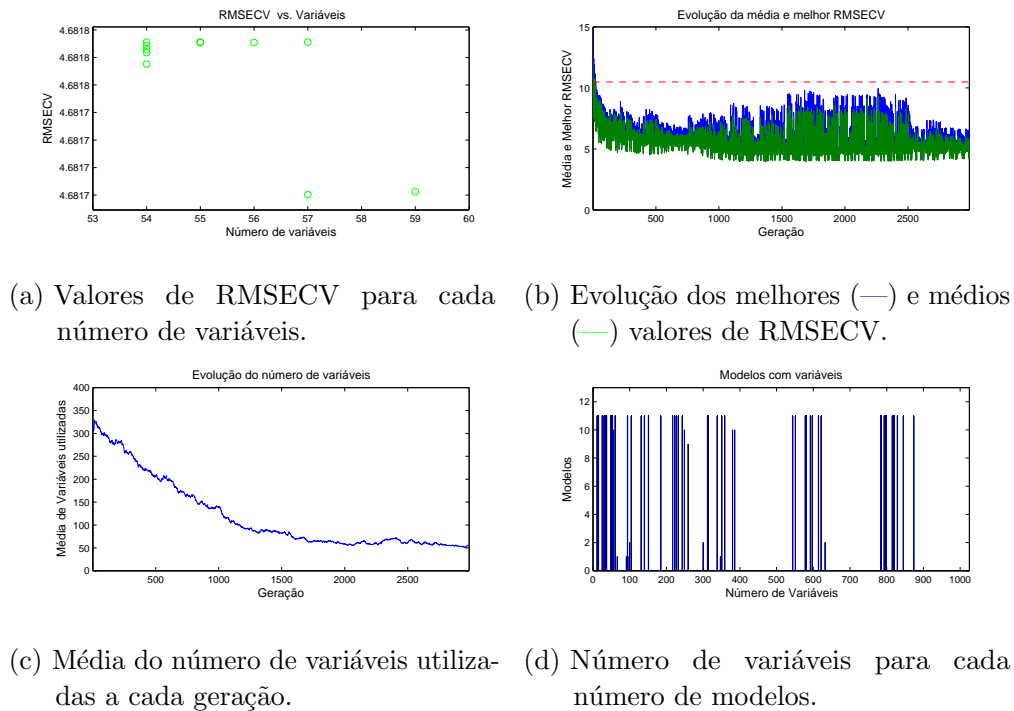 RMSECV vs. Variáveis
4.6818
4.6818
4.6818
4.6817
4.6817
4.6817
4.6817
RMSECV
53 54 55 56 57 58 59 60
Número de variáveis
(a) Valores de RMSECV para cada
número de variáveis.
Evolução da média e melhor RMSECV
15
10
5
0
Média e Melhor RMSECV
500 1000 1500 2000 2500
Geração
(b) Evolução dos melhores (—) e médios
(—) valores de RMSECV.
Evolução do número de variáveis
400
350
300
250
200
150
100
50
0
Média de Variáveis utilizadas
500 1000 1500 2000 2500
Geração
(c) Média do número de variáveis utiliza-
das a cada geração.
Modelos com variáveis
12
10
8
6
4
2
0
Modelos
0 100 200 300 400 500 600 700 800 900 1000
Número de Variáveis
(d) Número de variáveis para cada
número de modelos.